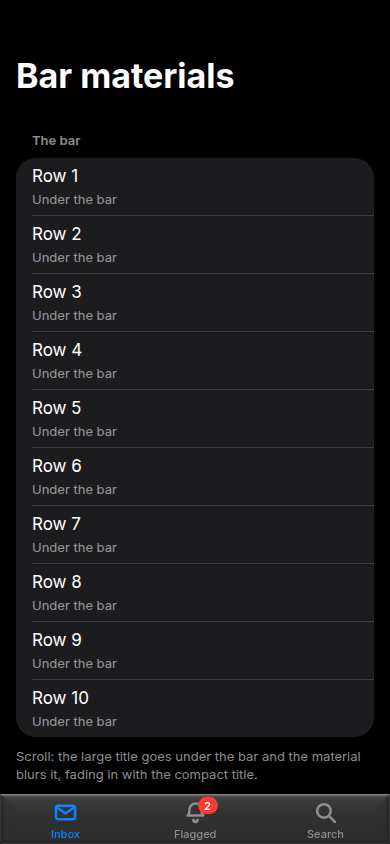 Bar materials
The bar
Row 1
Under the bar
Row 2
Under the bar
Row 3
Under the bar
Row 4
Under the bar
Row 5
Under the bar
Row 6
Under the bar
Row 7
Under the bar
Row 8
Under the bar
Row 9
Under the bar
Row 10
Under the bar
Scroll: the large title goes under the bar and the material
blurs it, fading in with the compact title.
2
Inbox
Flagged
Search